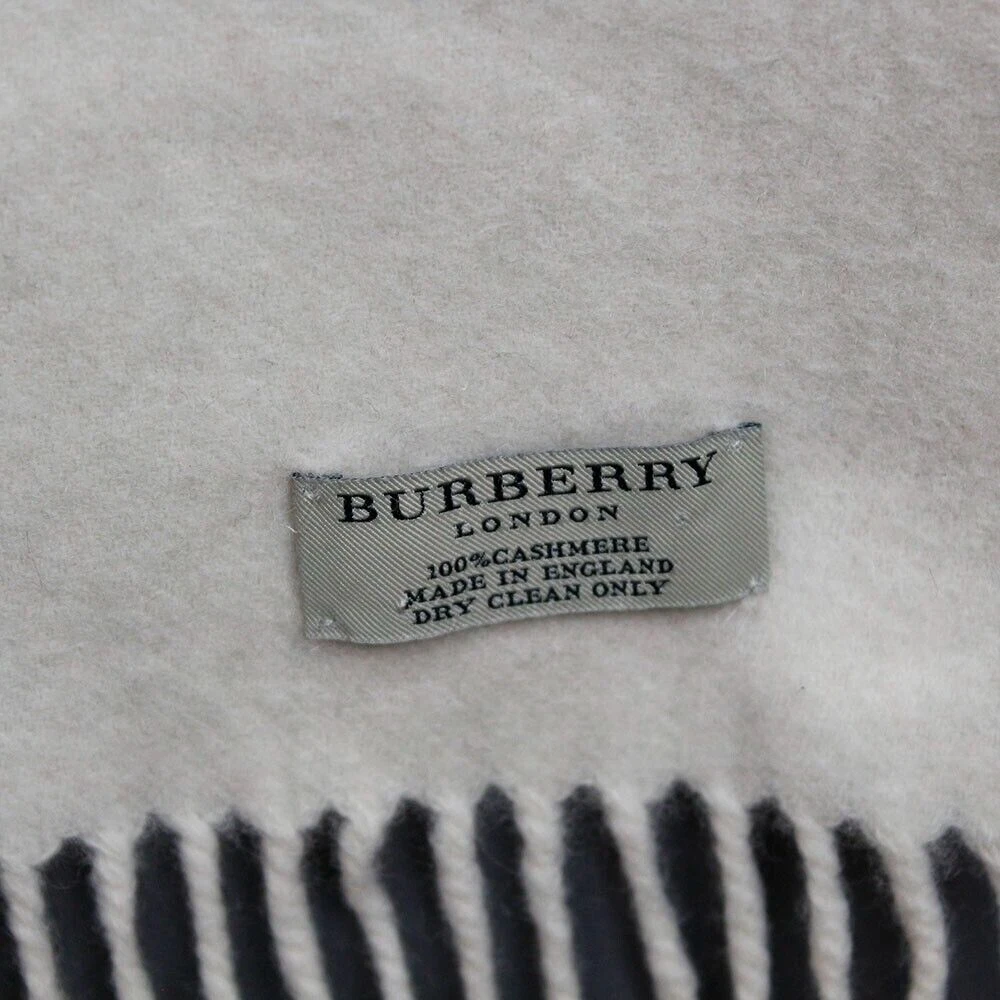 BURBERRY
LONDON
100%CASHMERE
MADE IN ENGLAND
DRY CLEAN ONLY